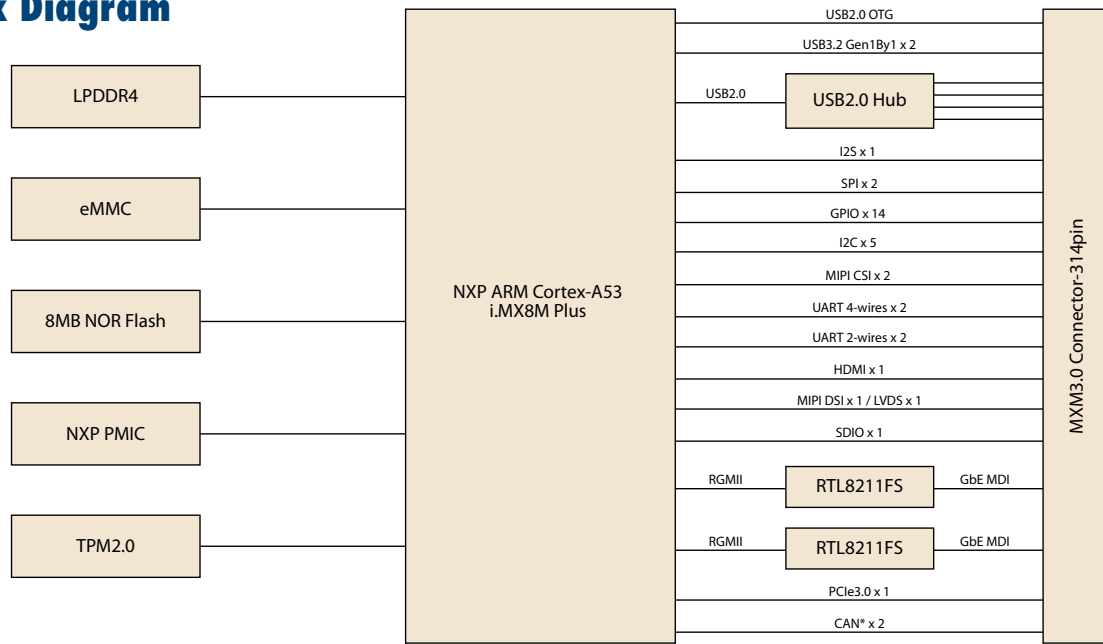 Diagram
LPDDR4
eMMC
8MB NOR Flash
NXP PMIC
TPM2.0
NXP ARM Cortex-A53
i.MX8M Plus
USB2.0 OTG
USB3.2 Gen1By1 x 2
USB2.0
USB2.0 Hub
I2S x 1
SPI x 2
GPIO x 14
I2C x 5
MIPI CSI x 2
UART 4-wires x 2
UART 2-wires x 2
HDMI x 1
MIPI DSI x 1 / LVDS x 1
SDIO x 1
RGMII
RTL8211FS
GbE MDI
RGMII
RTL8211FS
GbE MDI
PCIe3.0 x 1
CAN* x 2
MXM3.0 Connector-314pin